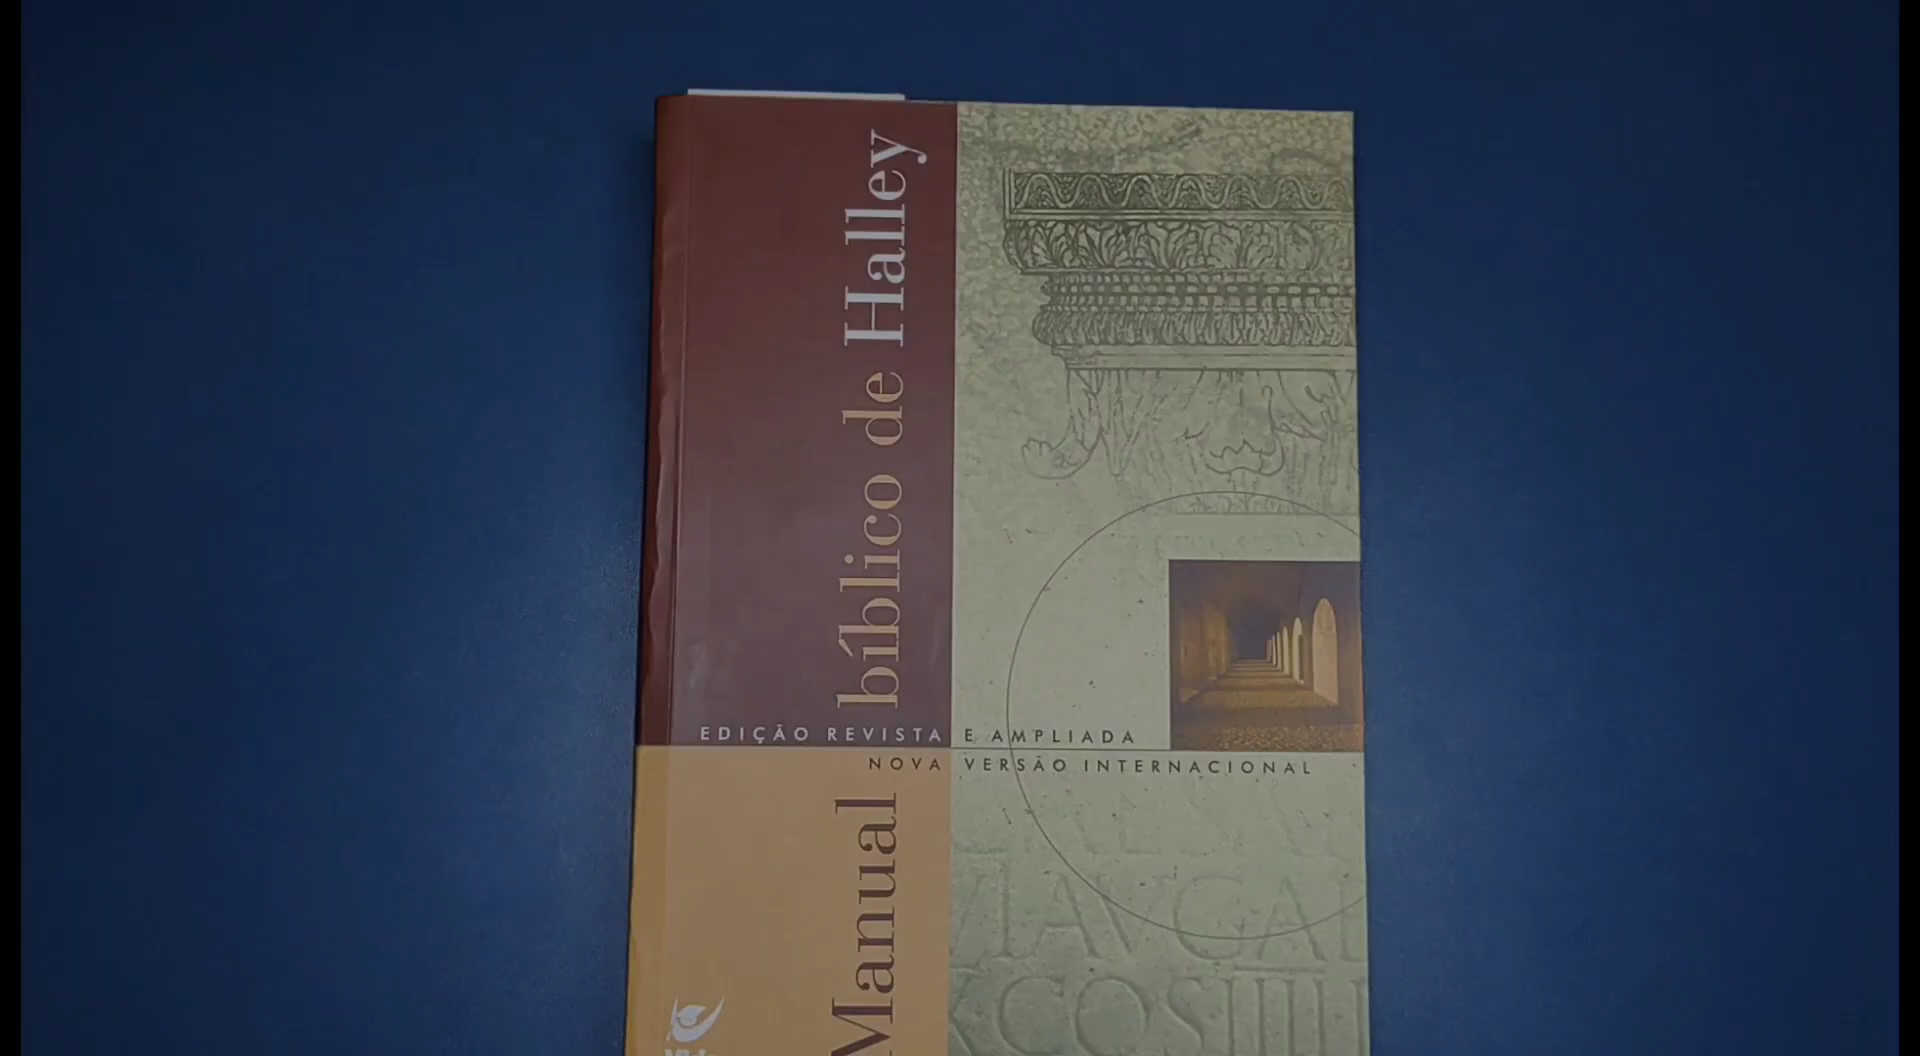 Manual bíblico de Halley
EDIÇÃO REVISTA E AMPLIADA
NOVA VERSÃO INTERNACIONAL